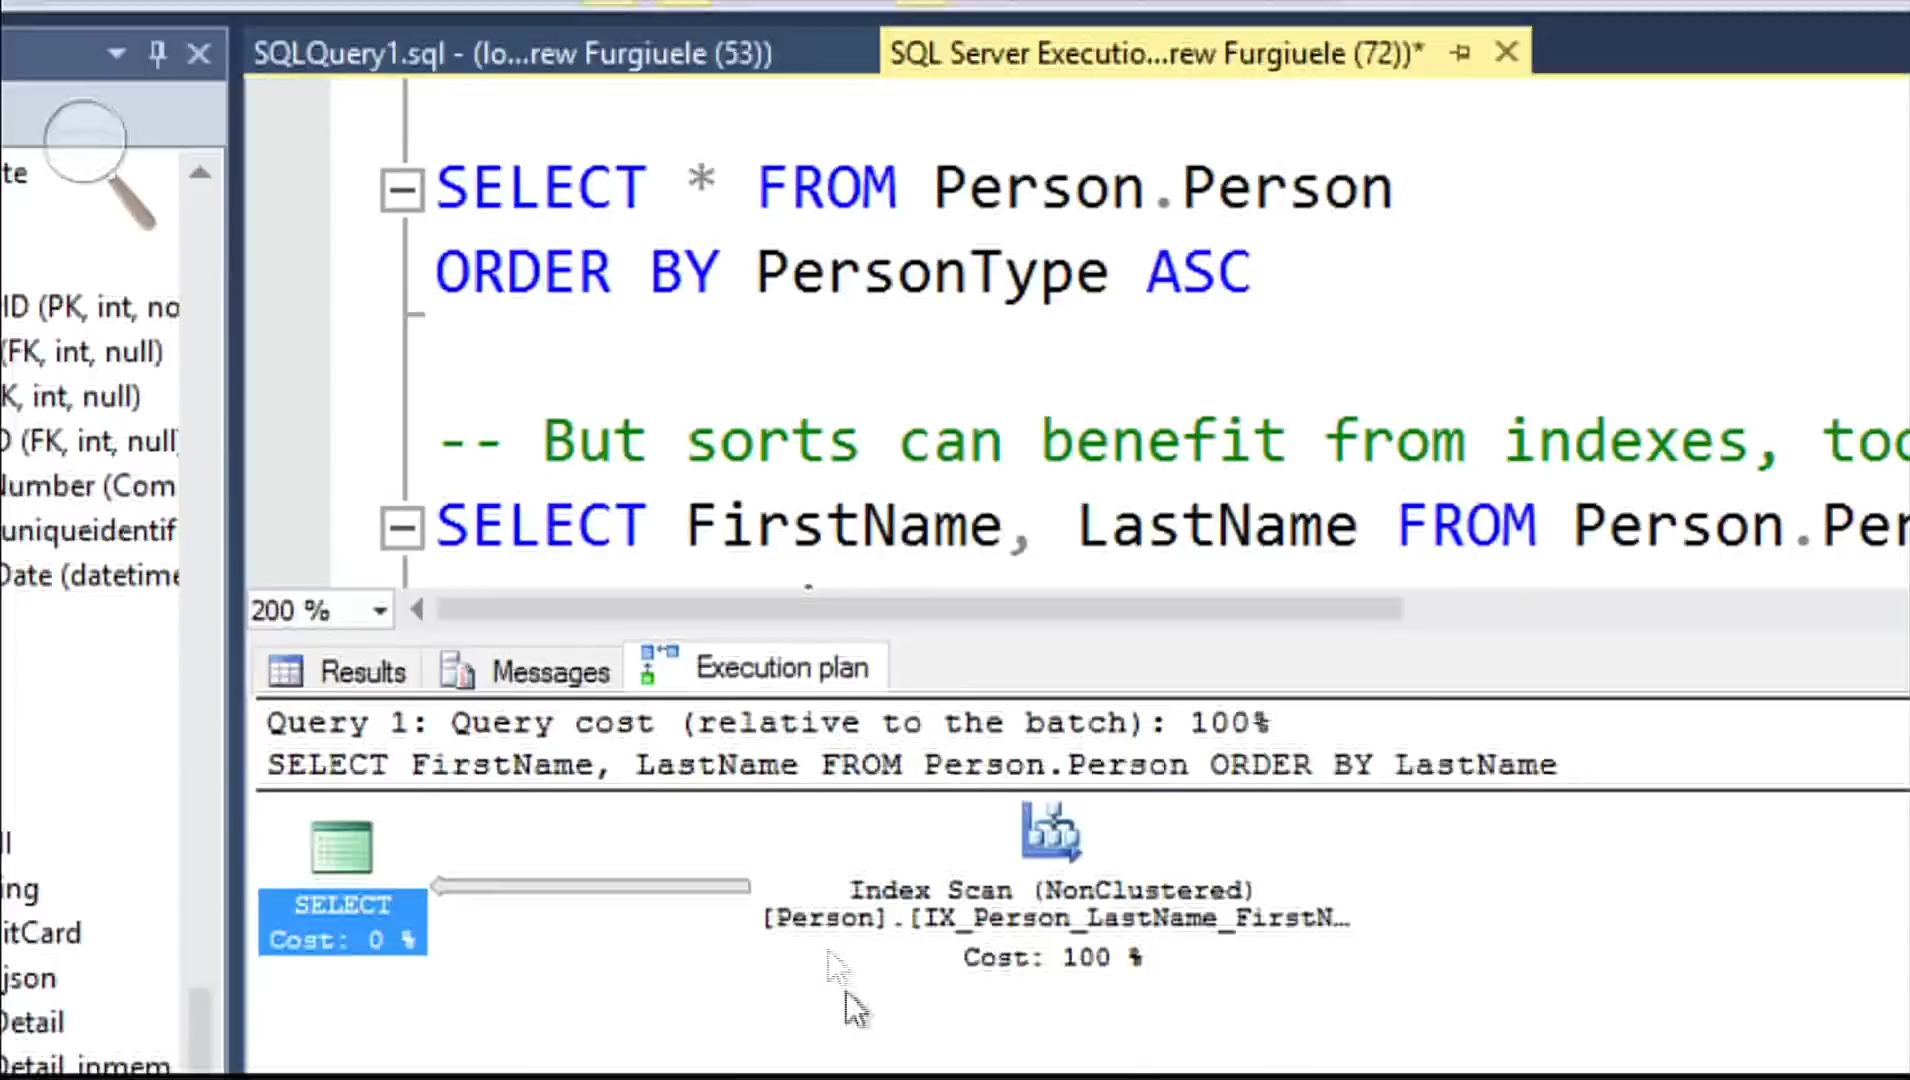 SQLQuery1.sql - (lo...rew Furgiuele (53))
SQL Server Executio...rew Furgiuele (72))*
te
ID (PK, int, no
(FK, int, null)
K, int, null)
(FK, int, null
Number (Com
uniqueidentif
Date (datetime
ll
ing
itCard
json
Detail
Detail_inmem
SELECT * FROM Person.Person
ORDER BY PersonType ASC
-- But sorts can benefit from indexes, too
SELECT FirstName, LastName FROM Person.Per
200 %
Results
Messages
Execution plan
Query 1: Query cost (relative to the batch): 100%
SELECT FirstName, LastName FROM Person.Person ORDER BY LastName
SELECT
Cost: 0 %
Index Scan (NonClustered)
[Person].[IX_Person_LastName_FirstN…
Cost: 100 %